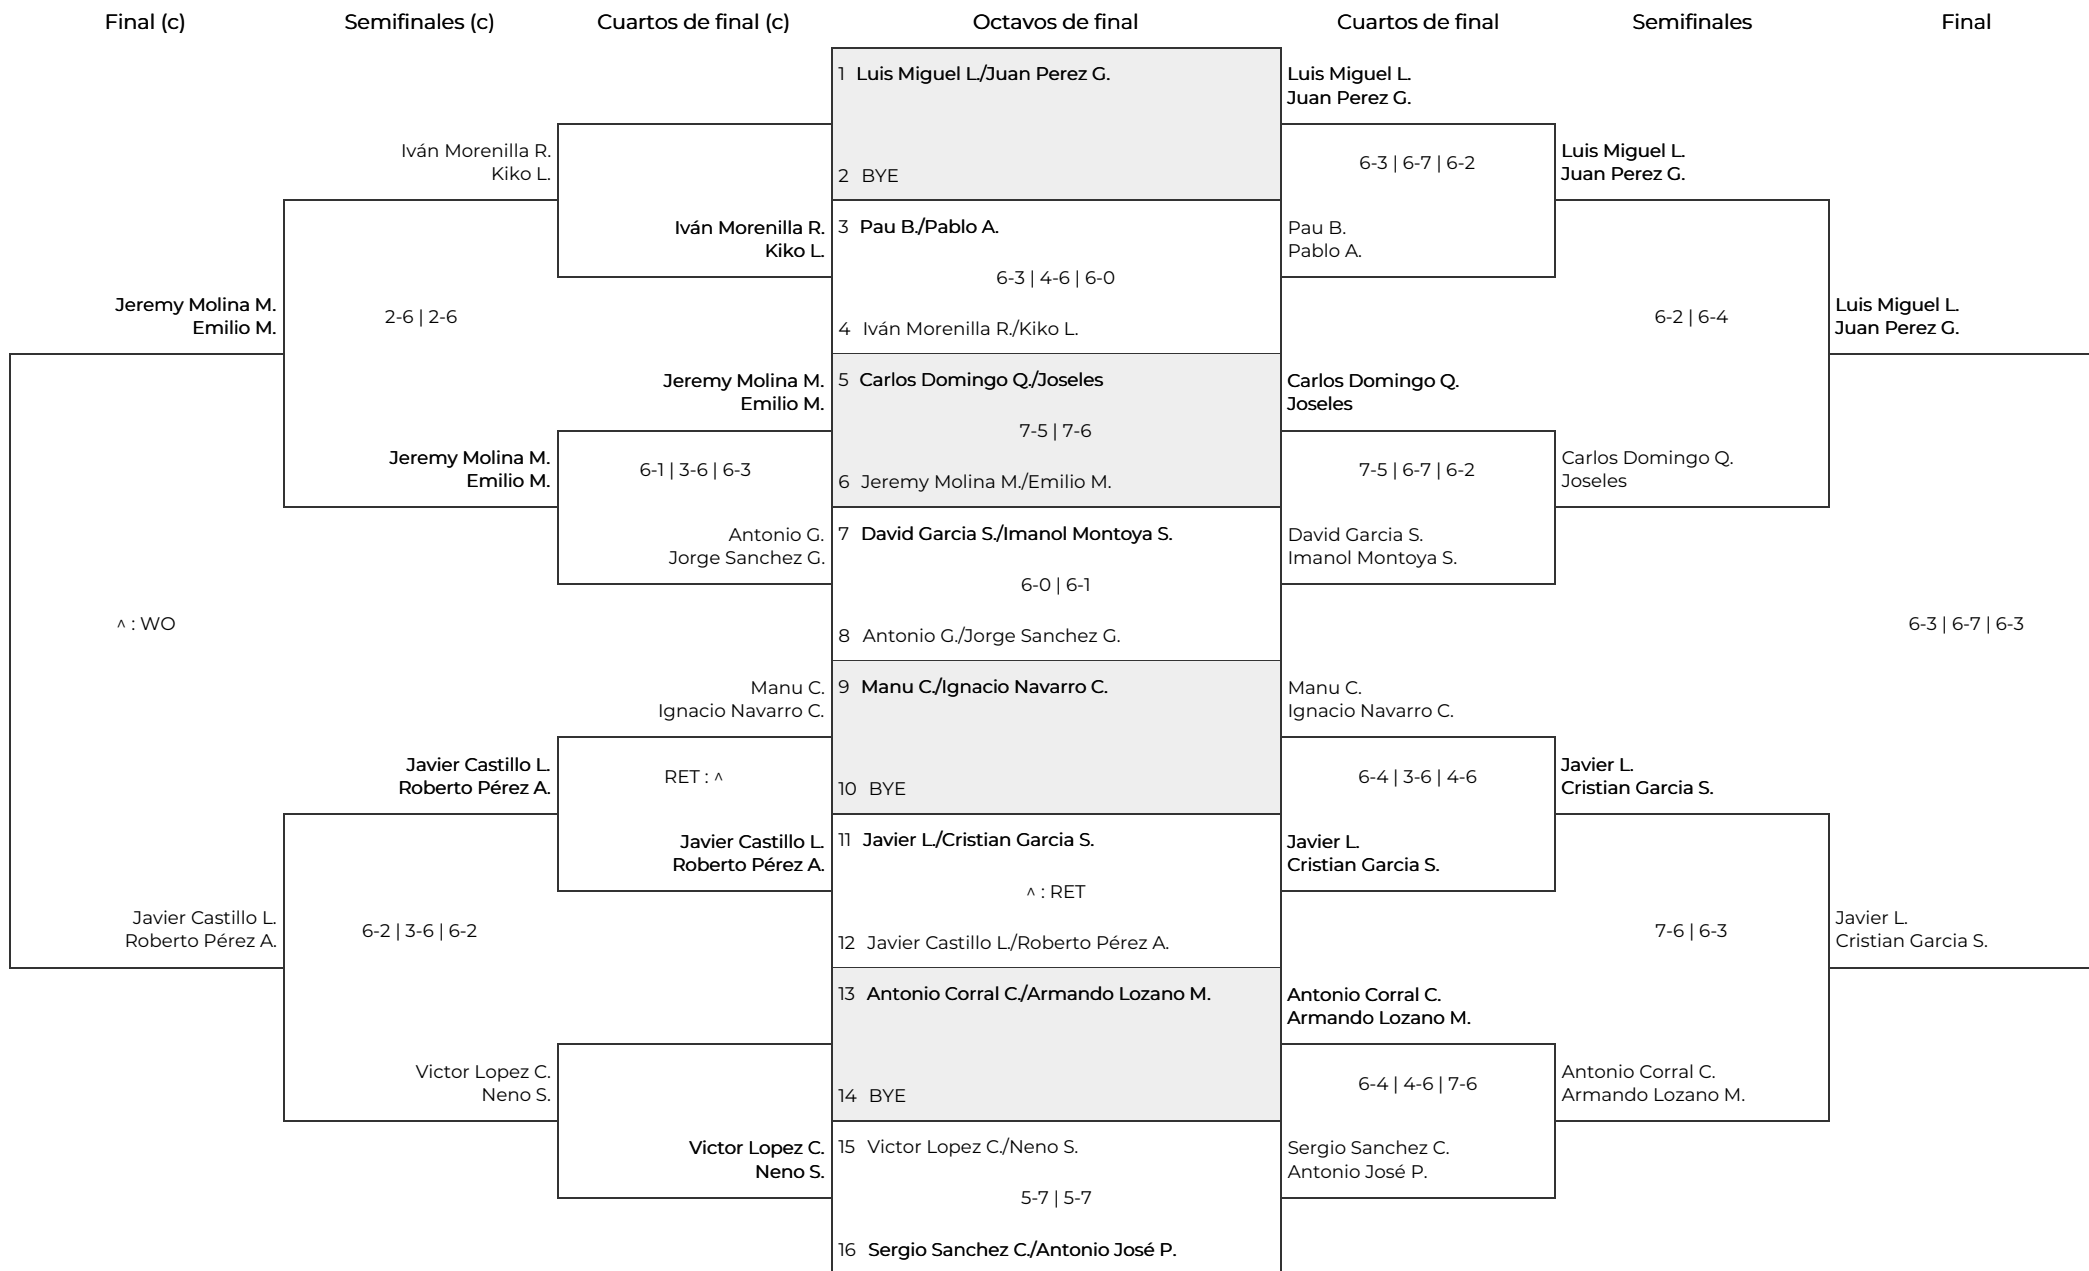 Final (c)
Semifinales (c)
Cuartos de final (c)
Octavos de final
Cuartos de final
Semifinales
Final
Jeremy Molina M.
Emilio M.
^ : WO
Javier Castillo L.
Roberto Pérez A.
Iván Morenilla R.
Kiko L.
2-6 | 2-6
Jeremy Molina M.
Emilio M.
Javier Castillo L.
Roberto Pérez A.
6-2 | 3-6 | 6-2
Victor Lopez C.
Neno S.
Iván Morenilla R.
Kiko L.
Jeremy Molina M.
Emilio M.
6-1 | 3-6 | 6-3
Antonio G.
Jorge Sanchez G.
Manu C.
Ignacio Navarro C.
RET : ^
Javier Castillo L.
Roberto Pérez A.
Victor Lopez C.
Neno S.
1 Luis Miguel L./Juan Perez G.
2 BYE
3 Pau B./Pablo A.
6-3 | 4-6 | 6-0
4 Iván Morenilla R./Kiko L.
5 Carlos Domingo Q./Joseles
7-5 | 7-6
6 Jeremy Molina M./Emilio M.
7 David Garcia S./Imanol Montoya S.
6-0 | 6-1
8 Antonio G./Jorge Sanchez G.
9 Manu C./Ignacio Navarro C.
10 BYE
11 Javier L./Cristian Garcia S.
^ : RET
12 Javier Castillo L./Roberto Pérez A.
13 Antonio Corral C./Armando Lozano M.
14 BYE
15 Victor Lopez C./Neno S.
5-7 | 5-7
16 Sergio Sanchez C./Antonio José P.
Luis Miguel L.
Juan Perez G.
6-3 | 6-7 | 6-2
Pau B.
Pablo A.
Carlos Domingo Q.
Joseles
7-5 | 6-7 | 6-2
David Garcia S.
Imanol Montoya S.
Manu C.
Ignacio Navarro C.
6-4 | 3-6 | 4-6
Javier L.
Cristian Garcia S.
Antonio Corral C.
Armando Lozano M.
6-4 | 4-6 | 7-6
Sergio Sanchez C.
Antonio José P.
Luis Miguel L.
Juan Perez G.
6-2 | 6-4
Carlos Domingo Q.
Joseles
Javier L.
Cristian Garcia S.
7-6 | 6-3
Antonio Corral C.
Armando Lozano M.
Luis Miguel L.
Juan Perez G.
6-3 | 6-7 | 6-3
Javier L.
Cristian Garcia S.